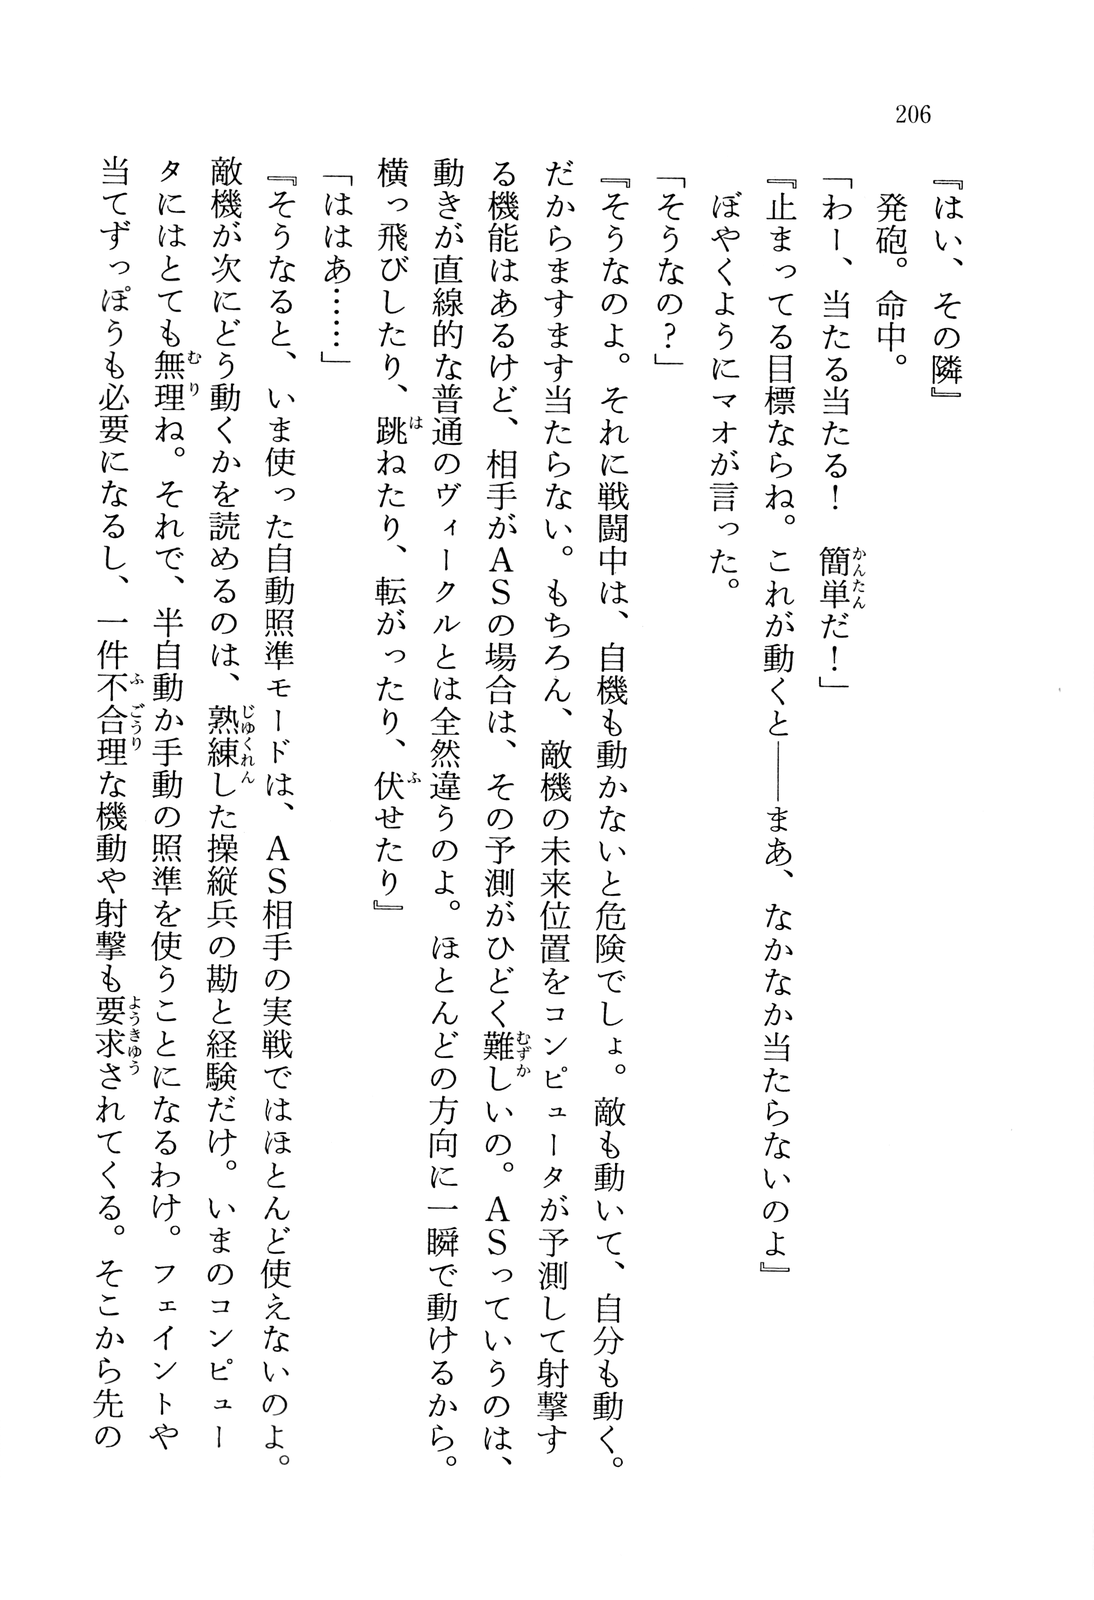 206
『はい、その隣』
発砲。命中。
「わー、当たる当たる！　簡単だ！」
『止まってる目標ならね。これが動くと――まあ、なかなか当たらないのよ』
ぼやくようにマオが言った。
「そうなの？」
『そうなのよ。それに戦闘中は、自機も動かないと危険でしょ。敵も動いて、自分も動く。
だからますます当たらない。もちろん、敵機の未来位置をコンピュータが予測して射撃す
る機能はあるけど、相手がＡＳの場合は、その予測がひどく難しいの。ＡＳっていうのは、
動きが直線的な普通のヴィークルとは全然違うのよ。ほとんどの方向に一瞬で動けるから。
横っ飛びしたり、跳ねたり、転がったり、伏せたり』
「ははあ……」
『そうなると、いま使った自動照準モードは、ＡＳ相手の実戦ではほとんど使えないのよ。
敵機が次にどう動くかを読めるのは、熟練した操縦兵の勘と経験だけ。いまのコンピュー
タにはとても無理ね。それで、半自動か手動の照準を使うことになるわけ。フェイントや
当てずっぽうも必要になるし、一件不合理な機動や射撃も要求されてくる。そこから先の